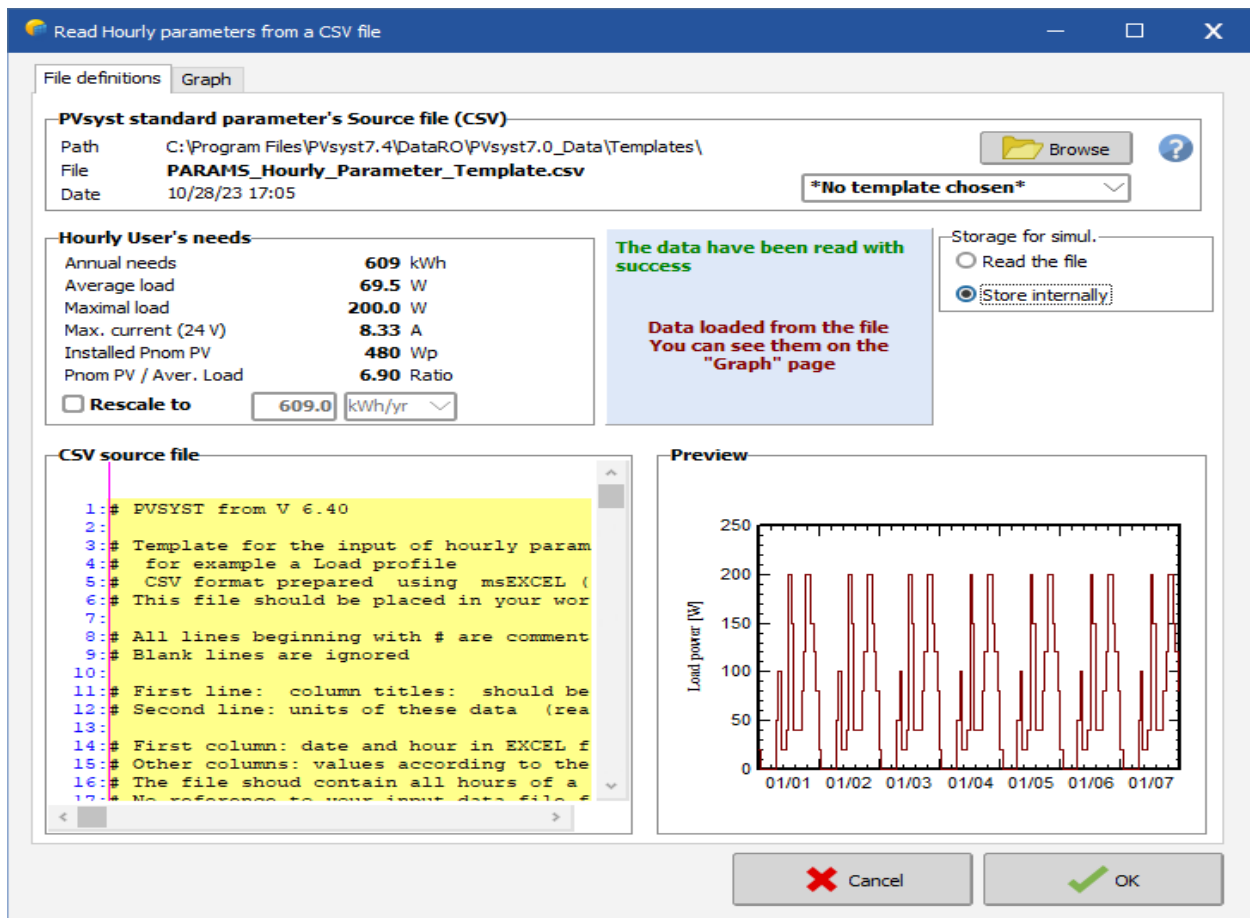 Read Hourly parameters from a CSV file
File definitions Graph
PVsyst standard parameter's Source file (CSV)
Path C:\Program Files\PVsyst7.4\DataRO\PVsyst7.0_Data\Templates\
Browse
File PARAMS_Hourly_Parameter_Template.csv
*No template chosen*
Date 10/28/23 17:05
Hourly User's needs
Annual needs 609 kWh
Average load 69.5 W
Maximal load 200.0 W
Max. current (24 V) 8.33 A
Installed Pnom PV 480 Wp
Pnom PV / Aver. Load 6.90 Ratio
Rescale to 609.0 kWh/yr
The data have been read with
success
Data loaded from the file
You can see them on the
"Graph" page
Storage for simul.
Read the file
Store internally
CSV source file
1:# PVSYST from V 6.40
2:
3:# Template for the input of hourly param
4:#  for example a Load profile
5:#  CSV format prepared  using  msEXCEL (
6:# This file should be placed in your wor
7:
8:# All lines beginning with # are comment
9:# Blank lines are ignored
10:
11:# First line:  column titles:  should be
12:# Second line: units of these data  (rea
13:
14:# First column: date and hour in EXCEL f
15:# Other columns: values according to the
16:# The file shoud contain all hours of a
17:# No reference to your input data file f
Preview
Load power [W]
250
200
150
100
50
0
01/01 01/02 01/03 01/04 01/05 01/06 01/07
Cancel
OK